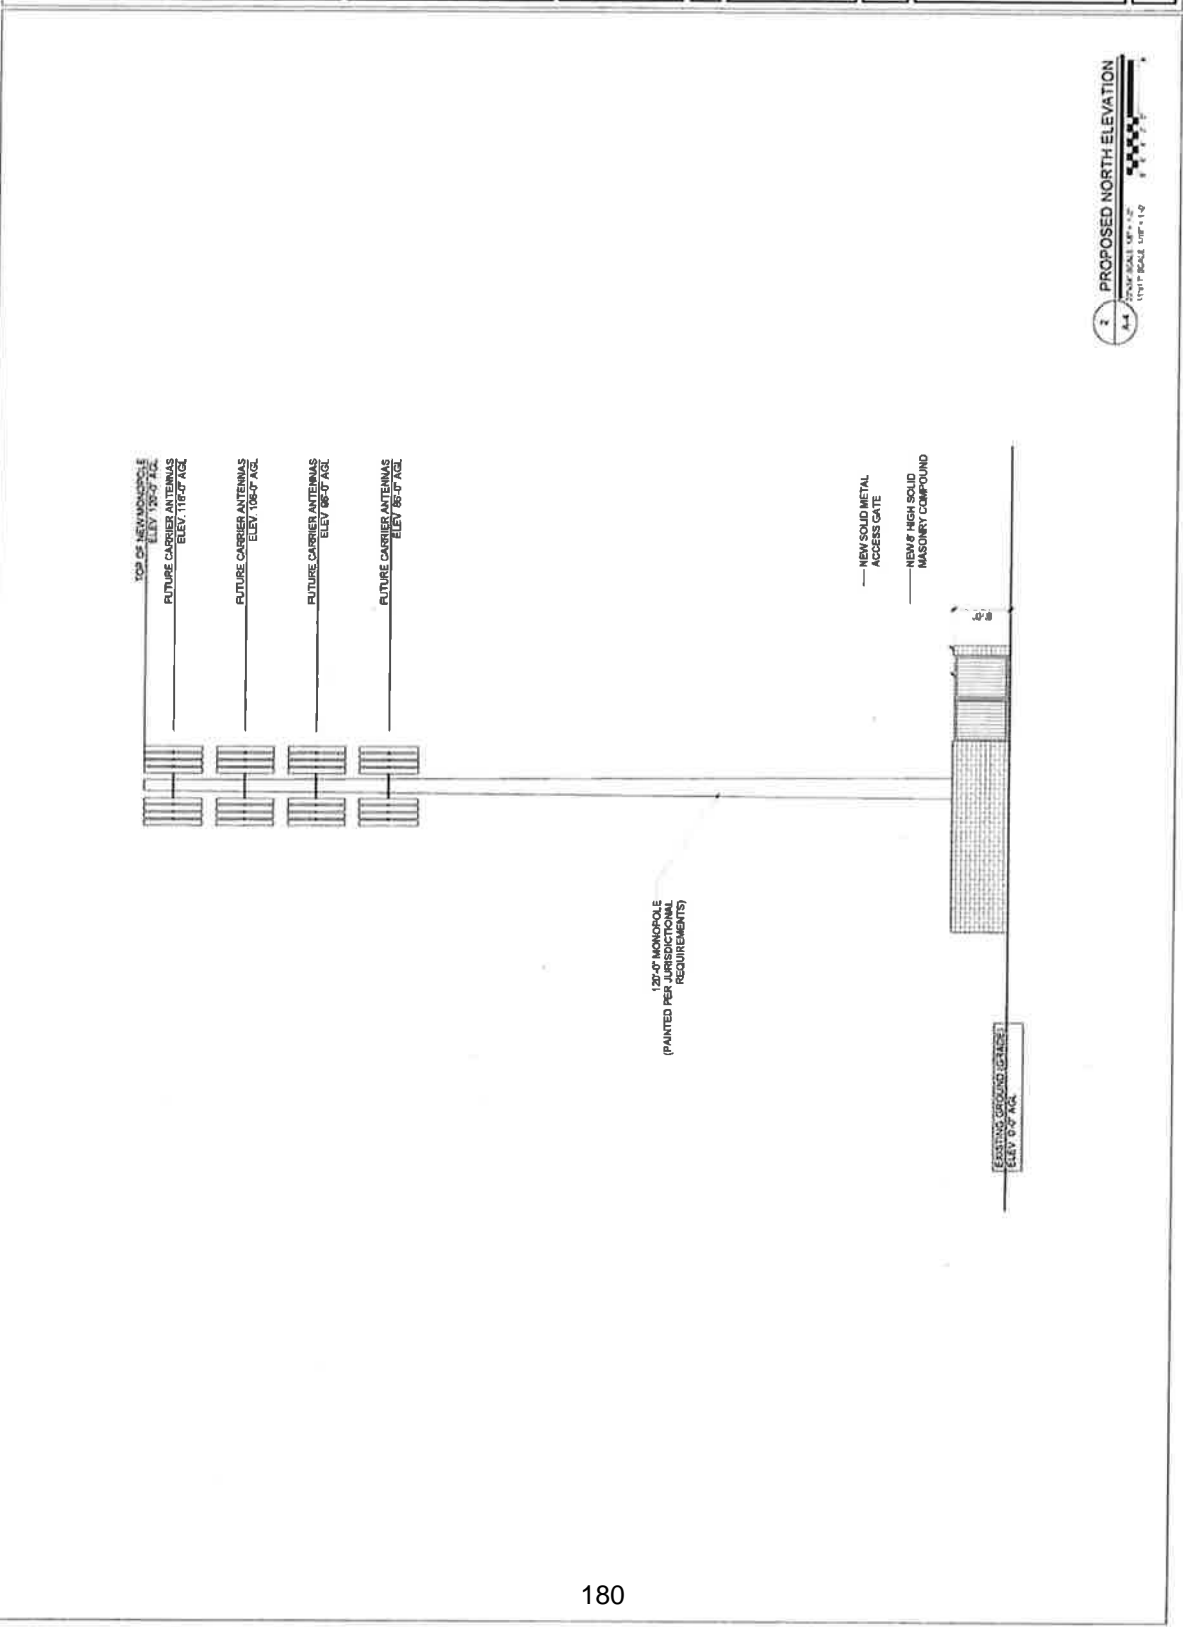 TOP OF NEW MONOPOLE
ELEV 120'-0" AGL
FUTURE CARRIER ANTENNAS
ELEV. 116'-0" AGL
FUTURE CARRIER ANTENNAS
ELEV. 106'-0" AGL
FUTURE CARRIER ANTENNAS
ELEV 96'-0" AGL
FUTURE CARRIER ANTENNAS
ELEV 86'-0" AGL
120'-0" MONOPOLE
(PAINTED PER JURISDICTIONAL
REQUIREMENTS)
NEW SOLID METAL
ACCESS GATE
NEW 8' HIGH SOLID
MASONRY COMPOUND
EXISTING GROUND (GRADE)
ELEV 0'-0" AGL
2
A-4
PROPOSED NORTH ELEVATION
180